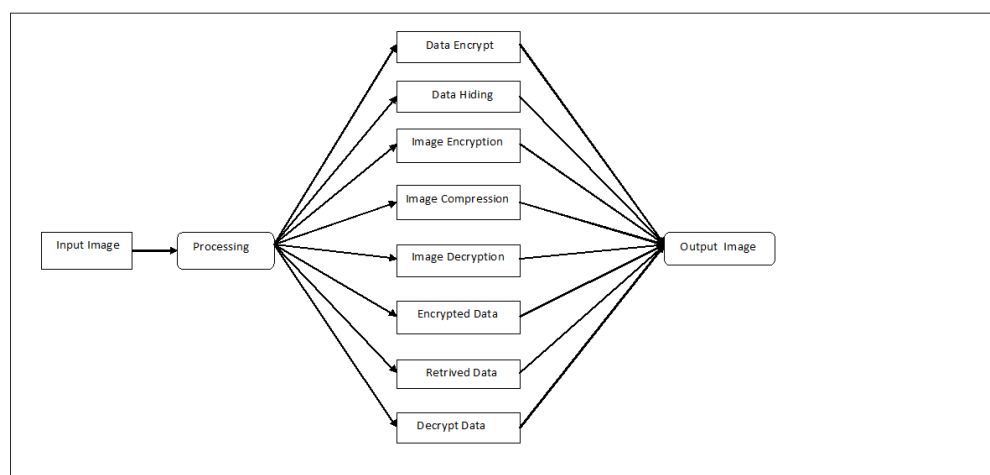 Data Encrypt
Data Hiding
Image Encryption
Image Compression
Input Image
Processing
Output Image
Image Decryption
Encrypted Data
Retrived Data
Decrypt Data